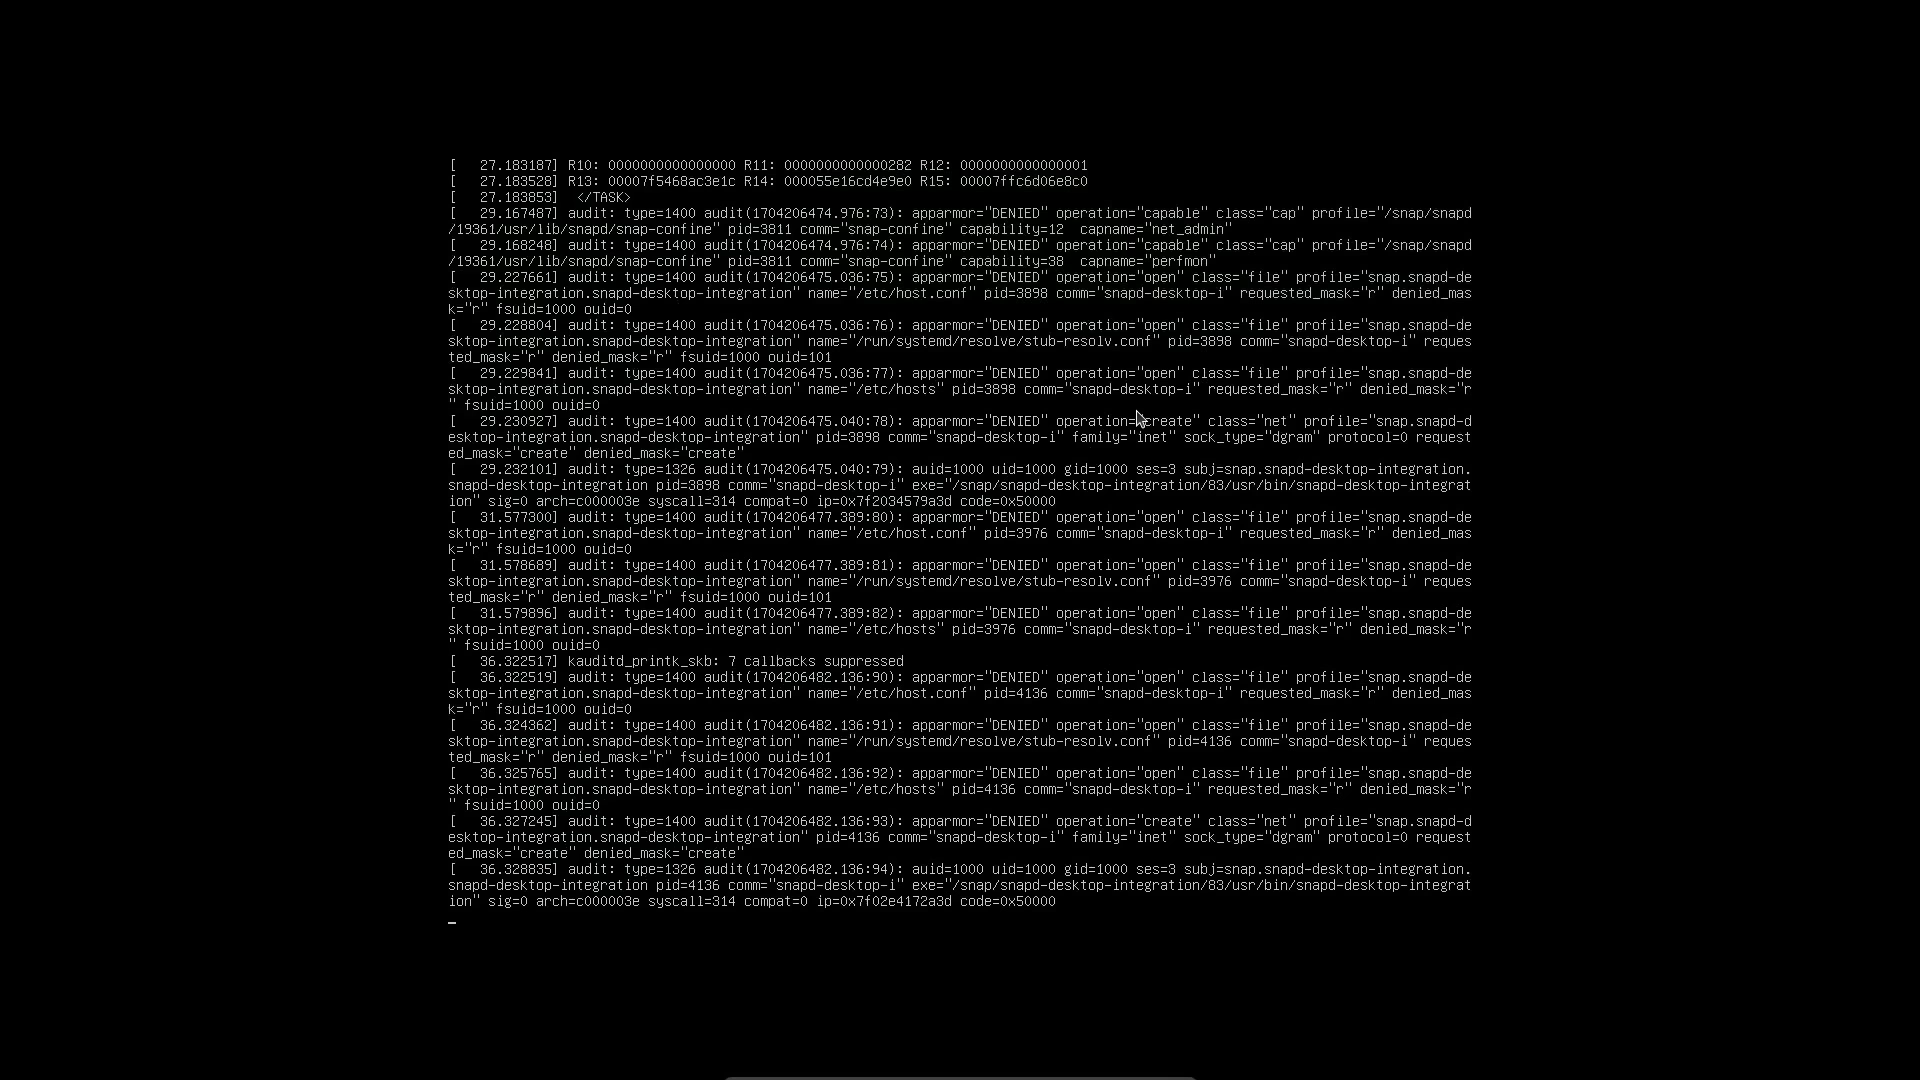 [   27.183187] R10: 0000000000000000 R11: 0000000000000282 R12: 0000000000000001
[   27.183528] R13: 00007f5468ac3e1c R14: 000055e16cd4e9e0 R15: 00007ffc6d06e8c0
[   27.183853]  </TASK>
[   29.167487] audit: type=1400 audit(1704206474.976:73): apparmor="DENIED" operation="capable" class="cap" profile="/snap/snapd
/19361/usr/lib/snapd/snap-confine" pid=3811 comm="snap-confine" capability=12  capname="net_admin"
[   29.168248] audit: type=1400 audit(1704206474.976:74): apparmor="DENIED" operation="capable" class="cap" profile="/snap/snapd
/19361/usr/lib/snapd/snap-confine" pid=3811 comm="snap-confine" capability=38  capname="perfmon"
[   29.227661] audit: type=1400 audit(1704206475.036:75): apparmor="DENIED" operation="open" class="file" profile="snap.snapd-de
sktop-integration.snapd-desktop-integration" name="/etc/host.conf" pid=3898 comm="snapd-desktop-i" requested_mask="r" denied_mas
k="r" fsuid=1000 ouid=0
[   29.228804] audit: type=1400 audit(1704206475.036:76): apparmor="DENIED" operation="open" class="file" profile="snap.snapd-de
sktop-integration.snapd-desktop-integration" name="/run/systemd/resolve/stub-resolv.conf" pid=3898 comm="snapd-desktop-i" reques
ted_mask="r" denied_mask="r" fsuid=1000 ouid=101
[   29.229841] audit: type=1400 audit(1704206475.036:77): apparmor="DENIED" operation="open" class="file" profile="snap.snapd-de
sktop-integration.snapd-desktop-integration" name="/etc/hosts" pid=3898 comm="snapd-desktop-i" requested_mask="r" denied_mask="r
" fsuid=1000 ouid=0
[   29.230927] audit: type=1400 audit(1704206475.040:78): apparmor="DENIED" operation="create" class="net" profile="snap.snapd-d
esktop-integration.snapd-desktop-integration" pid=3898 comm="snapd-desktop-i" family="inet" sock_type="dgram" protocol=0 request
ed_mask="create" denied_mask="create"
[   29.232101] audit: type=1326 audit(1704206475.040:79): auid=1000 uid=1000 gid=1000 ses=3 subj=snap.snapd-desktop-integration.
snapd-desktop-integration pid=3898 comm="snapd-desktop-i" exe="/snap/snapd-desktop-integration/83/usr/bin/snapd-desktop-integrat
ion" sig=0 arch=c000003e syscall=314 compat=0 ip=0x7f2034579a3d code=0x50000
[   31.577300] audit: type=1400 audit(1704206477.389:80): apparmor="DENIED" operation="open" class="file" profile="snap.snapd-de
sktop-integration.snapd-desktop-integration" name="/etc/host.conf" pid=3976 comm="snapd-desktop-i" requested_mask="r" denied_mas
k="r" fsuid=1000 ouid=0
[   31.578689] audit: type=1400 audit(1704206477.389:81): apparmor="DENIED" operation="open" class="file" profile="snap.snapd-de
sktop-integration.snapd-desktop-integration" name="/run/systemd/resolve/stub-resolv.conf" pid=3976 comm="snapd-desktop-i" reques
ted_mask="r" denied_mask="r" fsuid=1000 ouid=101
[   31.579896] audit: type=1400 audit(1704206477.389:82): apparmor="DENIED" operation="open" class="file" profile="snap.snapd-de
sktop-integration.snapd-desktop-integration" name="/etc/hosts" pid=3976 comm="snapd-desktop-i" requested_mask="r" denied_mask="r
" fsuid=1000 ouid=0
[   36.322517] kauditd_printk_skb: 7 callbacks suppressed
[   36.322519] audit: type=1400 audit(1704206482.136:90): apparmor="DENIED" operation="open" class="file" profile="snap.snapd-de
sktop-integration.snapd-desktop-integration" name="/etc/host.conf" pid=4136 comm="snapd-desktop-i" requested_mask="r" denied_mas
k="r" fsuid=1000 ouid=0
[   36.324362] audit: type=1400 audit(1704206482.136:91): apparmor="DENIED" operation="open" class="file" profile="snap.snapd-de
sktop-integration.snapd-desktop-integration" name="/run/systemd/resolve/stub-resolv.conf" pid=4136 comm="snapd-desktop-i" reques
ted_mask="r" denied_mask="r" fsuid=1000 ouid=101
[   36.325765] audit: type=1400 audit(1704206482.136:92): apparmor="DENIED" operation="open" class="file" profile="snap.snapd-de
sktop-integration.snapd-desktop-integration" name="/etc/hosts" pid=4136 comm="snapd-desktop-i" requested_mask="r" denied_mask="r
" fsuid=1000 ouid=0
[   36.327245] audit: type=1400 audit(1704206482.136:93): apparmor="DENIED" operation="create" class="net" profile="snap.snapd-d
esktop-integration.snapd-desktop-integration" pid=4136 comm="snapd-desktop-i" family="inet" sock_type="dgram" protocol=0 request
ed_mask="create" denied_mask="create"
[   36.328835] audit: type=1326 audit(1704206482.136:94): auid=1000 uid=1000 gid=1000 ses=3 subj=snap.snapd-desktop-integration.
snapd-desktop-integration pid=4136 comm="snapd-desktop-i" exe="/snap/snapd-desktop-integration/83/usr/bin/snapd-desktop-integrat
ion" sig=0 arch=c000003e syscall=314 compat=0 ip=0x7f02e4172a3d code=0x50000